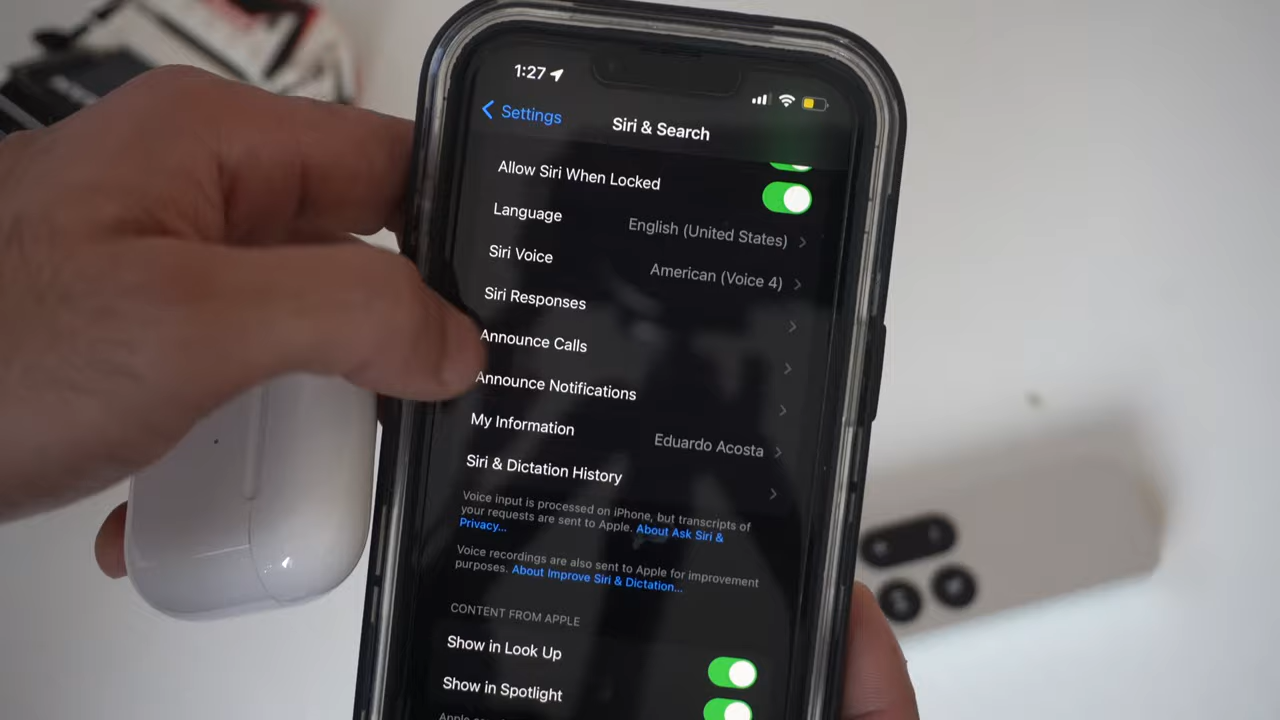 1:27
Settings
Siri & Search
Allow Siri When Locked
Language English (United States)
Siri Voice American (Voice 4)
Siri Responses
Announce Calls
Announce Notifications
My Information Eduardo Acosta
Siri & Dictation History
Voice input is processed on iPhone, but transcripts of
your requests are sent to Apple. About Ask Siri &
Privacy...
Voice recordings are also sent to Apple for improvement
purposes. About Improve Siri & Dictation...
CONTENT FROM APPLE
Show in Look Up
Show in Spotlight